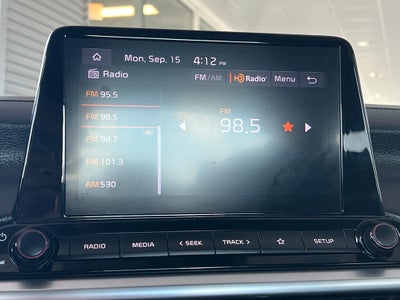 Mon, Sep. 15 4:12 PM
Radio FM/AM HD Radio Menu
FM 95.5
FM 98.5
FM 98.7
FM 101.3
AM 530
FM
98.5
RADIO MEDIA < SEEK TRACK > SETUP